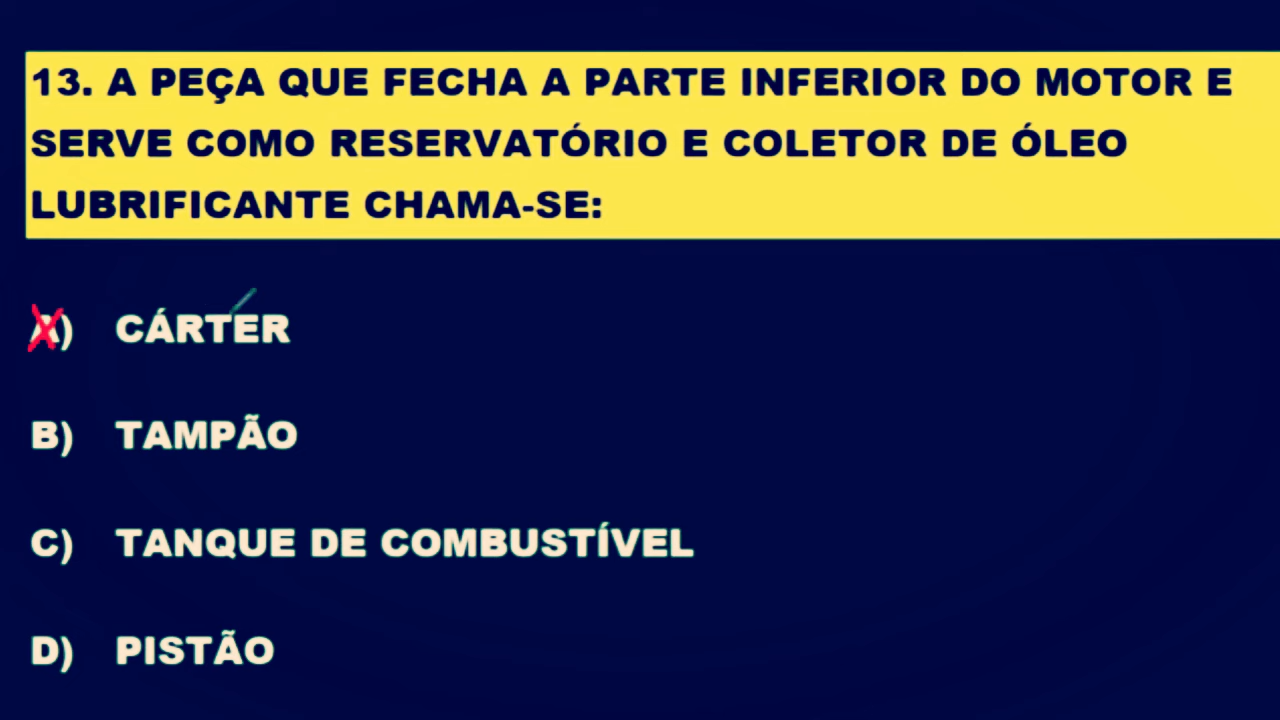 13. A PEÇA QUE FECHA A PARTE INFERIOR DO MOTOR E
SERVE COMO RESERVATÓRIO E COLETOR DE ÓLEO
LUBRIFICANTE CHAMA-SE:
A) CÁRTER
B) TAMPÃO
C) TANQUE DE COMBUSTÍVEL
D) PISTÃO